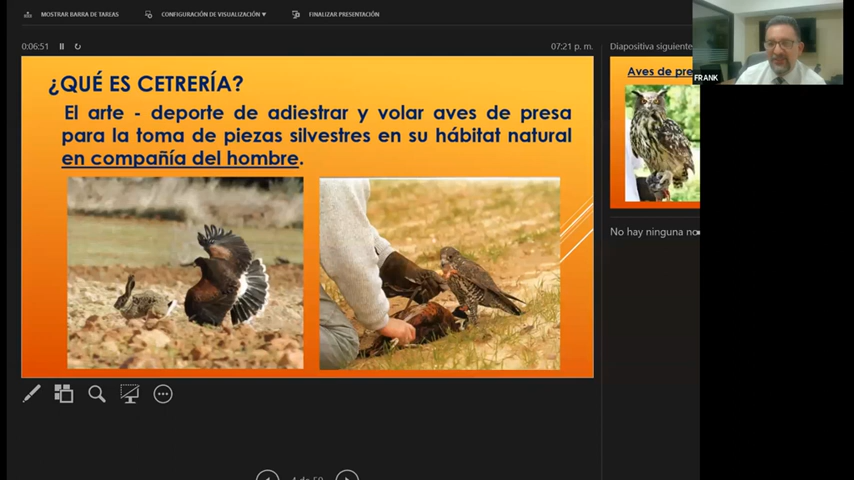 MOSTRAR BARRA DE TAREAS
CONFIGURACIÓN DE VISUALIZACIÓN ▼
FINALIZAR PRESENTACIÓN
0:06:51
07:21 p. m.
Diapositiva siguiente
FRANK
¿QUÉ ES CETRERÍA?
El arte - deporte de adiestrar y volar aves de presa
para la toma de piezas silvestres en su hábitat natural
en compañía del hombre.
Aves de pre
No hay ninguna no